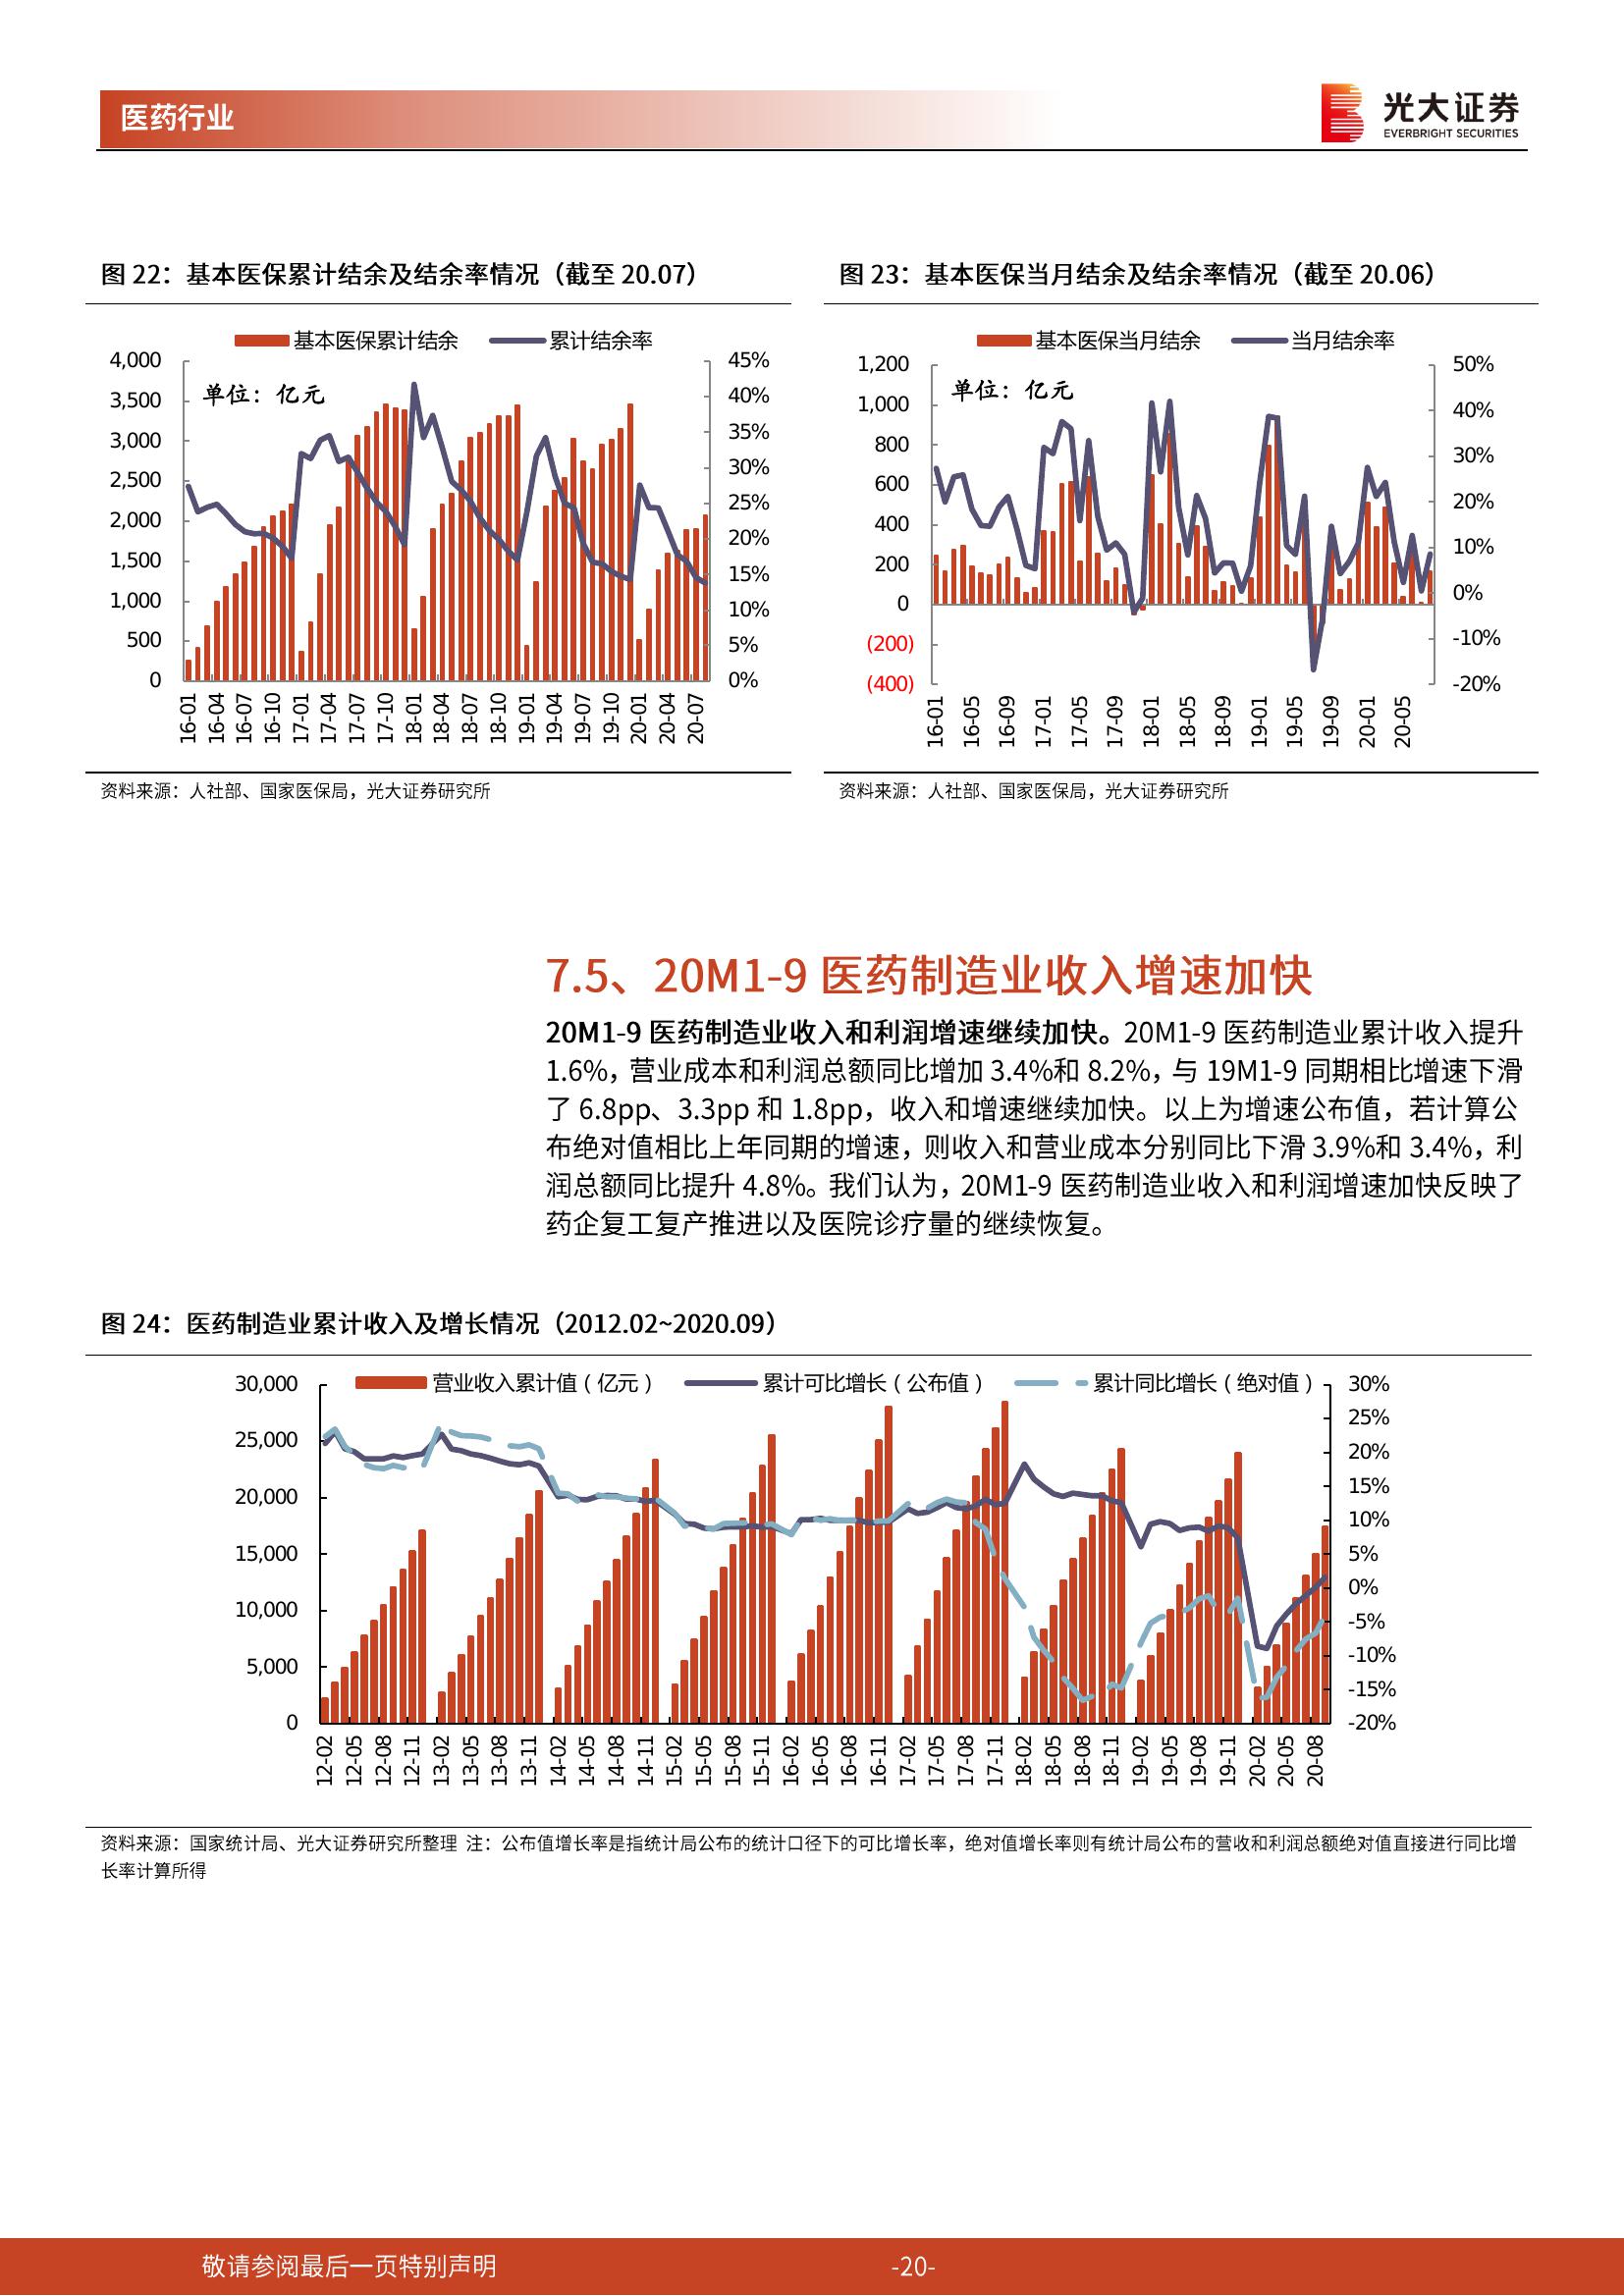 医药行业
光大证券
EVERBRIGHT SECURITIES
图 22：基本医保累计结余及结余率情况（截至 20.07）
基本医保累计结余 累计结余率
单位：亿元
4,000
3,500
3,000
2,500
2,000
1,500
1,000
500
0
45%
40%
35%
30%
25%
20%
15%
10%
5%
0%
16-01 16-04 16-07 16-10 17-01 17-04 17-07 17-10 18-01 18-04 18-07 18-10 19-01 19-04 19-07 19-10 20-01 20-04 20-07
资料来源：人社部、国家医保局，光大证券研究所
图 23：基本医保当月结余及结余率情况（截至 20.06）
基本医保当月结余 当月结余率
单位：亿元
1,200
1,000
800
600
400
200
0
(200)
(400)
50%
40%
30%
20%
10%
0%
-10%
-20%
16-01 16-05 16-09 17-01 17-05 17-09 18-01 18-05 18-09 19-01 19-05 19-09 20-01 20-05
资料来源：人社部、国家医保局，光大证券研究所
7.5、20M1-9 医药制造业收入增速加快
20M1-9 医药制造业收入和利润增速继续加快。20M1-9 医药制造业累计收入提升
1.6%，营业成本和利润总额同比增加 3.4%和 8.2%，与 19M1-9 同期相比增速下滑
了 6.8pp、3.3pp 和 1.8pp，收入和增速继续加快。以上为增速公布值，若计算公
布绝对值相比上年同期的增速，则收入和营业成本分别同比下滑 3.9%和 3.4%，利
润总额同比提升 4.8%。我们认为，20M1-9 医药制造业收入和利润增速加快反映了
药企复工复产推进以及医院诊疗量的继续恢复。
图 24：医药制造业累计收入及增长情况（2012.02~2020.09）
营业收入累计值（亿元） 累计可比增长（公布值） 累计同比增长（绝对值）
30,000
25,000
20,000
15,000
10,000
5,000
0
30%
25%
20%
15%
10%
5%
0%
-5%
-10%
-15%
-20%
12-02 12-05 12-08 12-11 13-02 13-05 13-08 13-11 14-02 14-05 14-08 14-11 15-02 15-05 15-08 15-11 16-02 16-05 16-08 16-11 17-02 17-05 17-08 17-11 18-02 18-05 18-08 18-11 19-02 19-05 19-08 19-11 20-02 20-05 20-08
资料来源：国家统计局、光大证券研究所整理 注：公布值增长率是指统计局公布的统计口径下的可比增长率，绝对值增长率则有统计局公布的营收和利润总额绝对值直接进行同比增
长率计算所得
敬请参阅最后一页特别声明
-20-